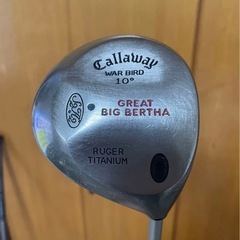 Callaway
WAR BIRD
10°
GREAT
BIG BERTHA
RUGER
TITANIUM